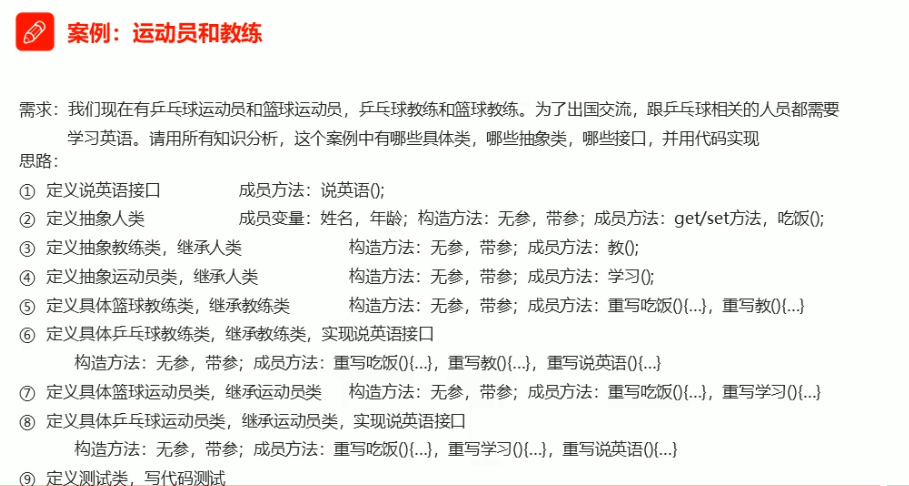 案例：运动员和教练
需求：我们现在有乒乓球运动员和篮球运动员，乒乓球教练和篮球教练。为了出国交流，跟乒乓球相关的人员都需要
学习英语。请用所有知识分析，这个案例中有哪些具体类，哪些抽象类，哪些接口，并用代码实现
思路：
① 定义说英语接口 成员方法：说英语();
② 定义抽象人类 成员变量：姓名，年龄；构造方法：无参，带参；成员方法：get/set方法，吃饭();
③ 定义抽象教练类，继承人类 构造方法：无参，带参；成员方法：教();
④ 定义抽象运动员类，继承人类 构造方法：无参，带参；成员方法：学习();
⑤ 定义具体篮球教练类，继承教练类 构造方法：无参，带参；成员方法：重写吃饭(){...}，重写教(){...}
⑥ 定义具体乒乓球教练类，继承教练类，实现说英语接口
构造方法：无参，带参；成员方法：重写吃饭(){...}，重写教(){...}，重写说英语(){...}
⑦ 定义具体篮球运动员类，继承运动员类 构造方法：无参，带参；成员方法：重写吃饭(){...}，重写学习(){...}
⑧ 定义具体乒乓球运动员类，继承运动员类，实现说英语接口
构造方法：无参，带参；成员方法：重写吃饭(){...}，重写学习(){...}，重写说英语(){...}
⑨ 定义测试类，写代码测试